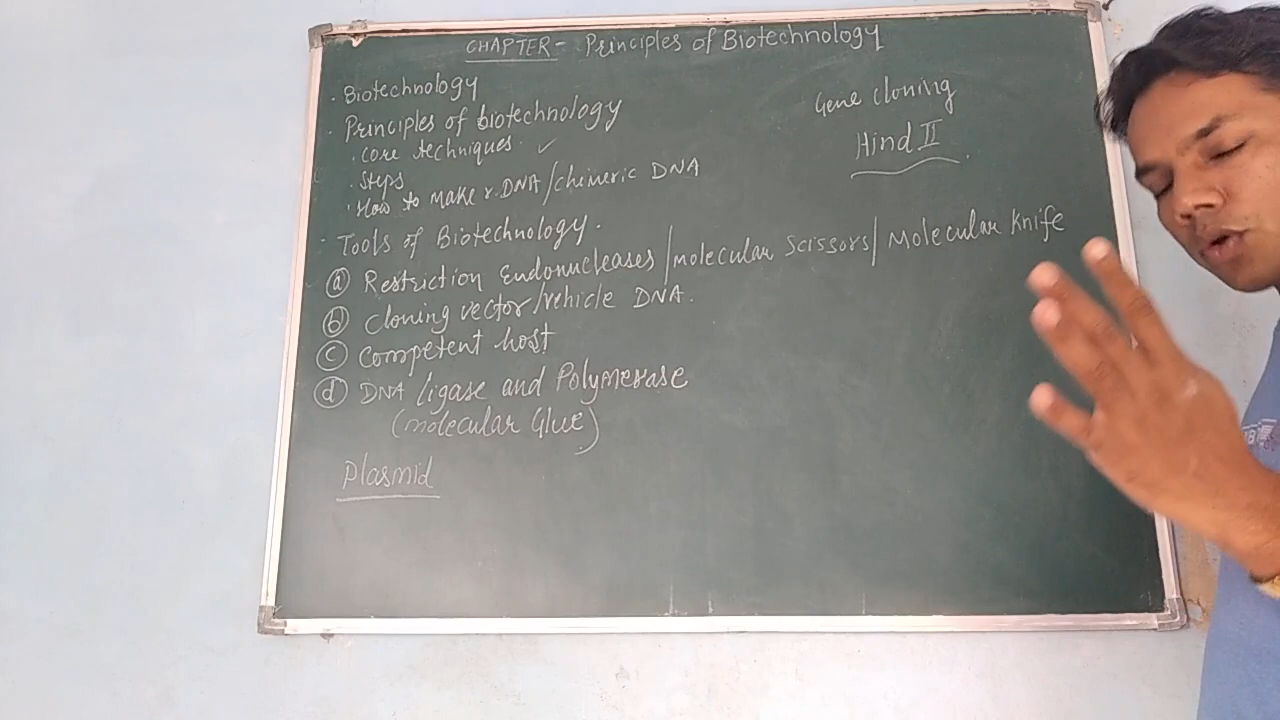 CHAPTER- Principles of Biotechnology
· Biotechnology
· Principles of biotechnology
· Core techniques. ✓
· Steps
· How to make r.DNA/chimeric DNA
· Tools of Biotechnology.
ⓐ Restriction Endonucleases/molecular Scissors/Molecular Knife
ⓑ Cloning vector/vehicle DNA.
ⓒ Competent host
ⓓ DNA ligase and Polymerase
(molecular Glue)
Plasmid
Gene Cloning
Hind II